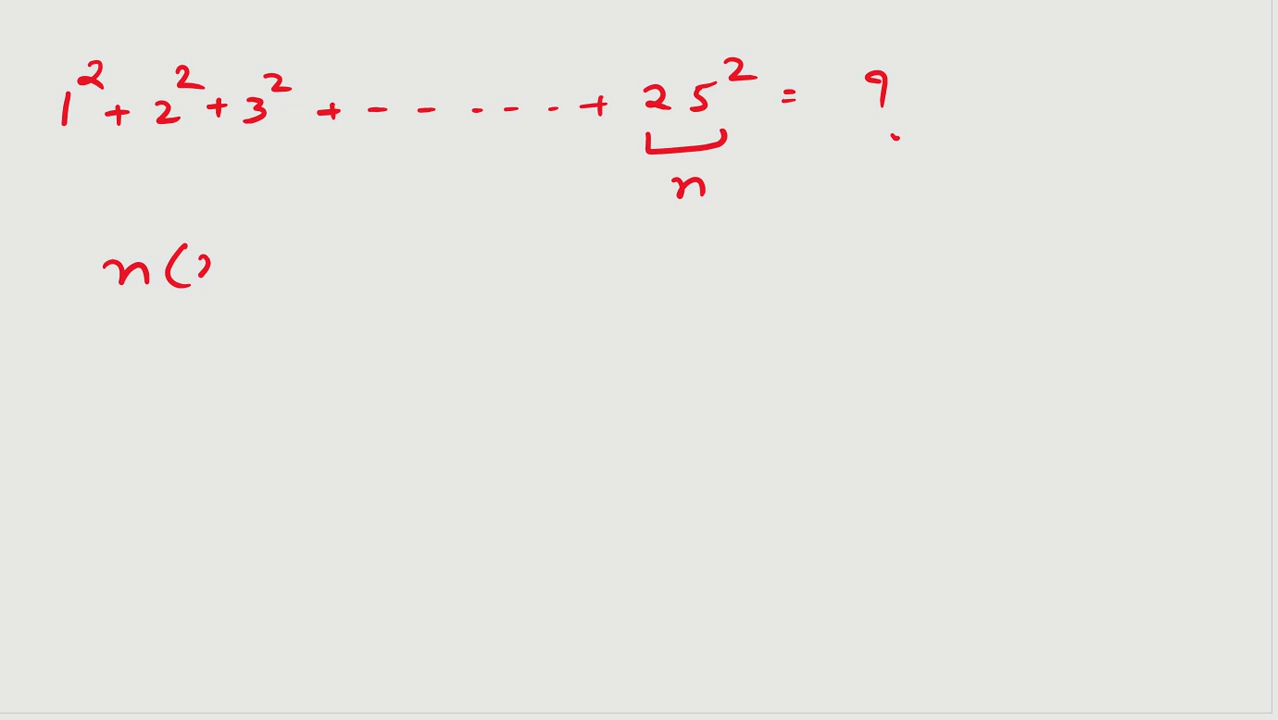 1² + 2² + 3² + - - - - - + 25² = ?
n
n(